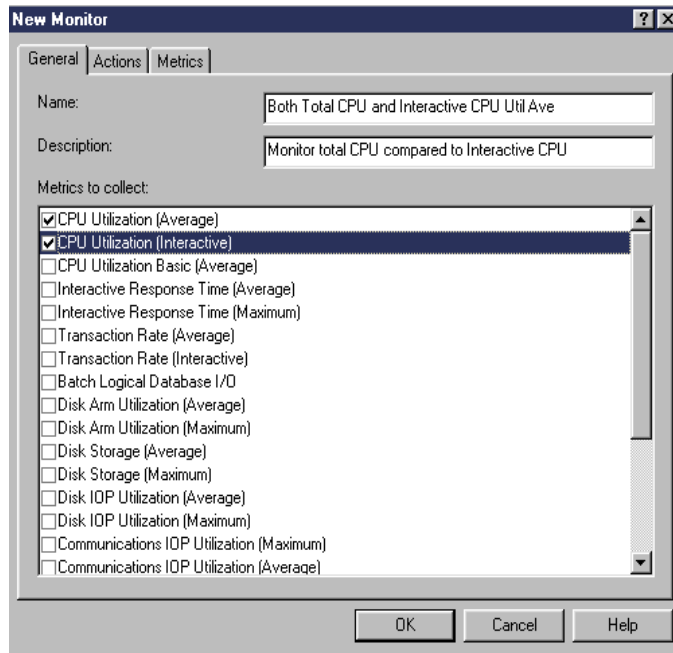 New Monitor
General Actions Metrics
Name: Both Total CPU and Interactive CPU Util Ave
Description: Monitor total CPU compared to Interactive CPU
Metrics to collect:
CPU Utilization (Average)
CPU Utilization (Interactive)
CPU Utilization Basic (Average)
Interactive Response Time (Average)
Interactive Response Time (Maximum)
Transaction Rate (Average)
Transaction Rate (Interactive)
Batch Logical Database I/O
Disk Arm Utilization (Average)
Disk Arm Utilization (Maximum)
Disk Storage (Average)
Disk Storage (Maximum)
Disk IOP Utilization (Average)
Disk IOP Utilization (Maximum)
Communications IOP Utilization (Maximum)
Communications IOP Utilization (Average)
OK Cancel Help